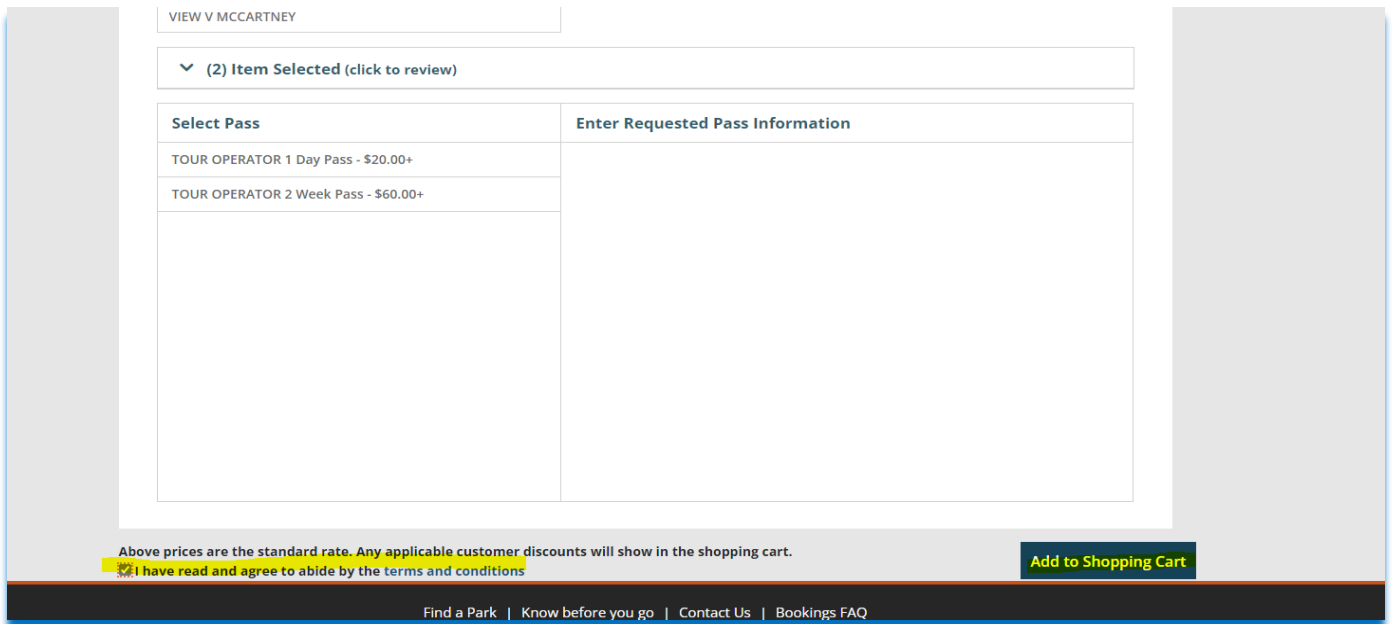 VIEW V MCCARTNEY
(2) Item Selected (click to review)
Select Pass
Enter Requested Pass Information
TOUR OPERATOR 1 Day Pass - $20.00+
TOUR OPERATOR 2 Week Pass - $60.00+
Above prices are the standard rate. Any applicable customer discounts will show in the shopping cart.
I have read and agree to abide by the terms and conditions
Add to Shopping Cart
Find a Park | Know before you go | Contact Us | Bookings FAQ